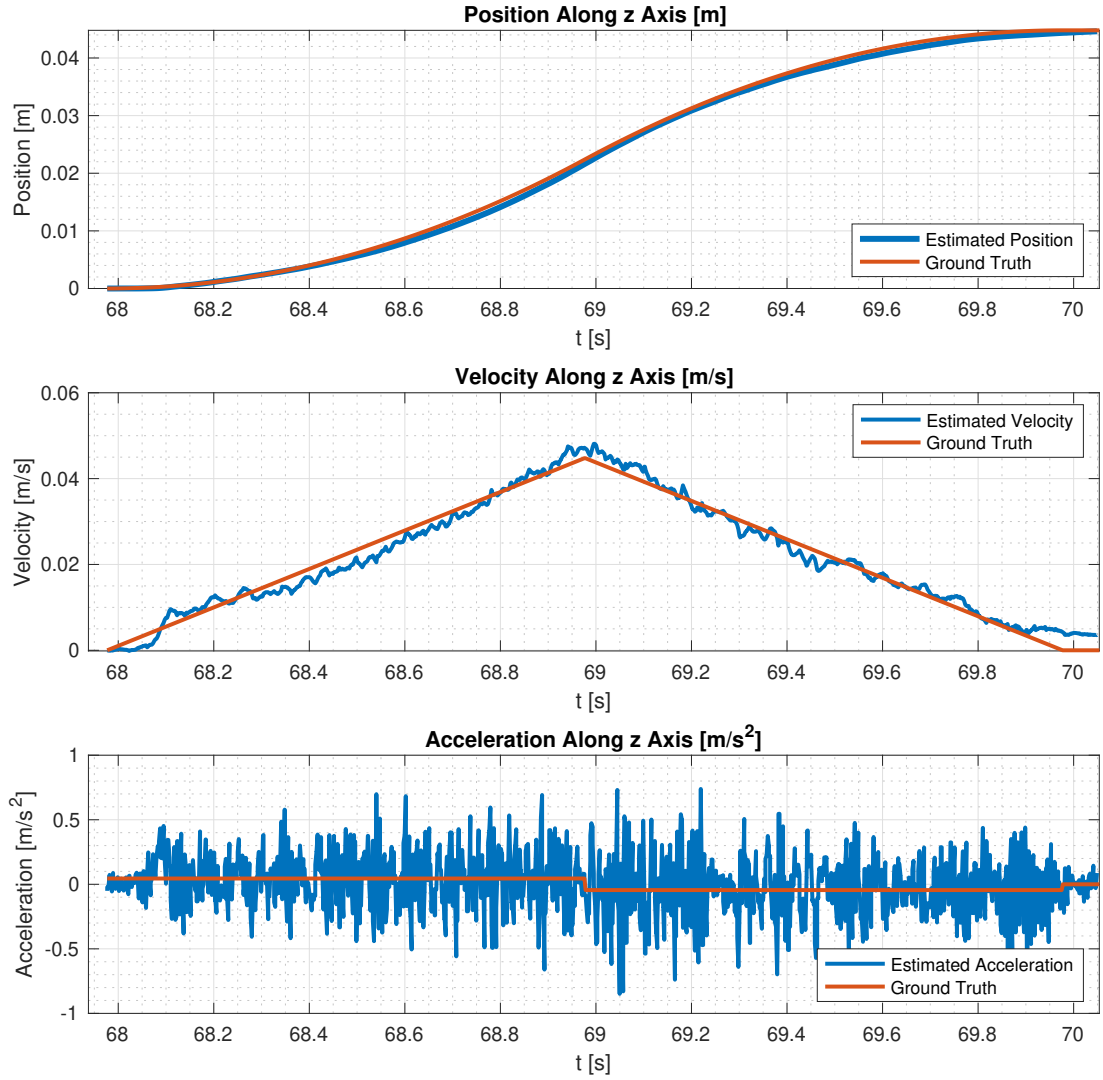 Position Along z Axis [m]
0.04
0.03
0.02
0.01
0
Position [m]
Estimated Position
Ground Truth
68 68.2 68.4 68.6 68.8 69 69.2 69.4 69.6 69.8 70
t [s]
Velocity Along z Axis [m/s]
0.06
0.04
0.02
0
Velocity [m/s]
Estimated Velocity
Ground Truth
68 68.2 68.4 68.6 68.8 69 69.2 69.4 69.6 69.8 70
t [s]
Acceleration Along z Axis [m/s²]
1
0.5
0
-0.5
-1
Acceleration [m/s²]
Estimated Acceleration
Ground Truth
68 68.2 68.4 68.6 68.8 69 69.2 69.4 69.6 69.8 70
t [s]